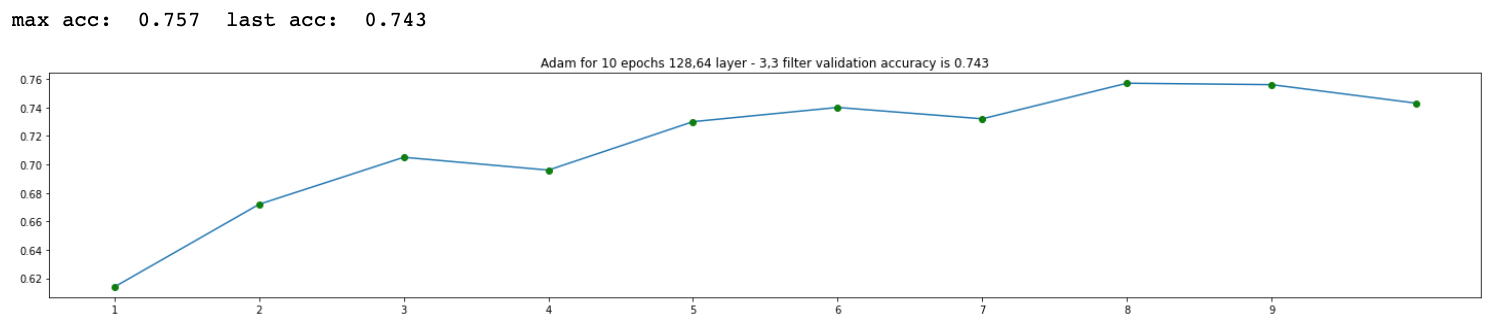 max acc:  0.757  last acc:  0.743
Adam for 10 epochs 128,64 layer - 3,3 filter validation accuracy is 0.743
0.76
0.74
0.72
0.70
0.68
0.66
0.64
0.62
1 2 3 4 5 6 7 8 9